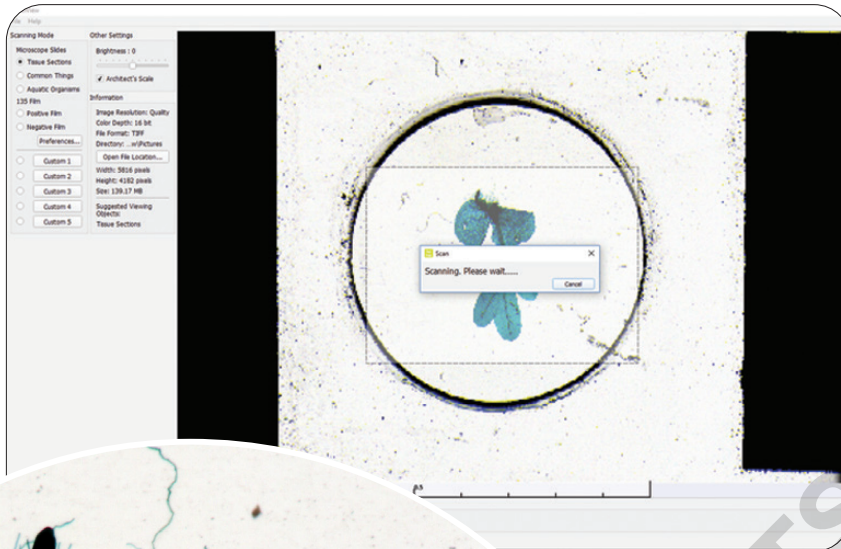 Help
Scanning Mode
Microscope Slides
Tissue Sections
Common Things
Aquatic Organisms
135 Film
Positive Film
Negative Film
Preferences...
Custom 1
Custom 2
Custom 3
Custom 4
Custom 5
Other Settings
Brightness : 0
Architect's Scale
Information
Image Resolution: Quality
Color Depth: 16 bit
File Format: TIFF
Directory: ...w\Pictures
Open File Location...
Width: 5816 pixels
Height: 4182 pixels
Size: 139.17 MB
Suggested Viewing
Objects:
Tissue Sections
Scan
Scanning. Please wait.....
Cancel
0.5